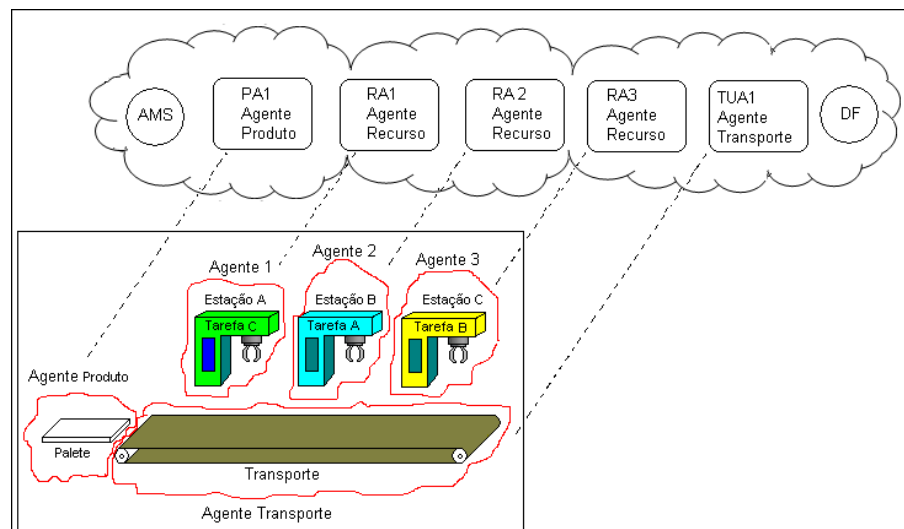 AMS
PA1
Agente
Produto
RA1
Agente
Recurso
RA 2
Agente
Recurso
RA3
Agente
Recurso
TUA1
Agente
Transporte
DF
Agente 1
Agente 2
Agente 3
Estação A
Tarefa C
Estação B
Tarefa A
Estação C
Tarefa B
Agente Produto
Palete
Transporte
Agente Transporte